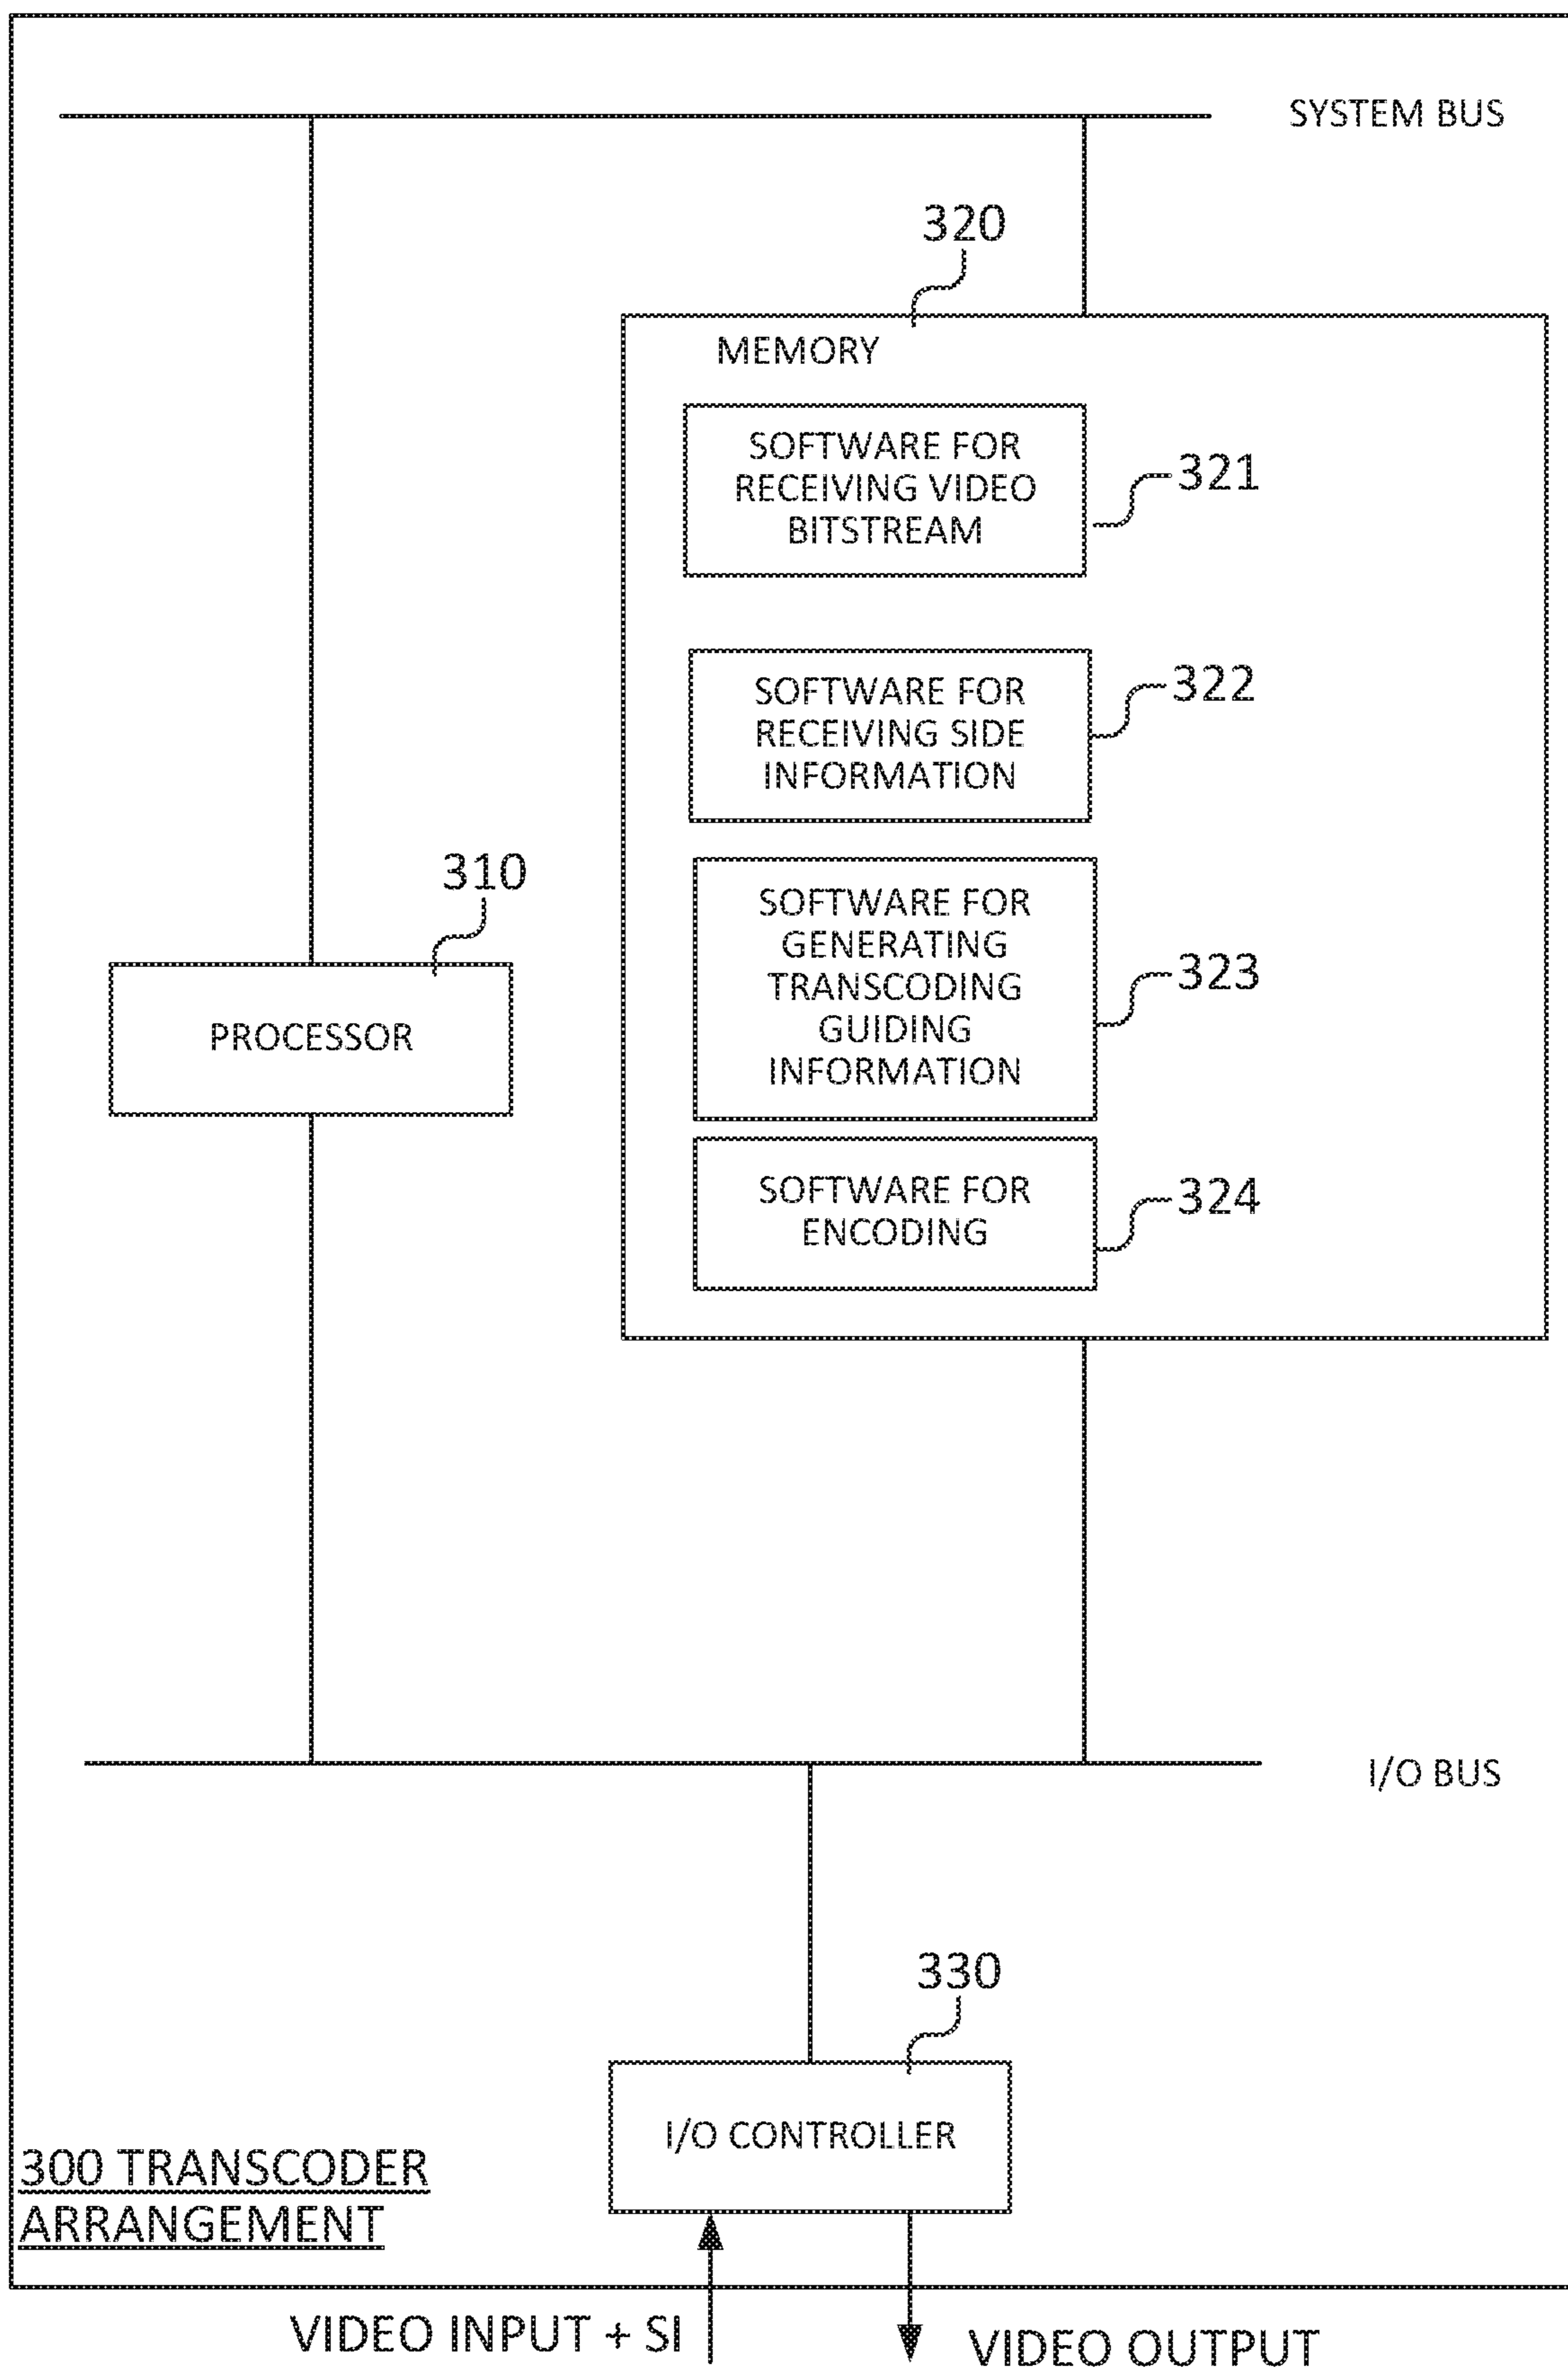 SYSTEM BUS
320
MEMORY
SOFTWARE FOR
RECEIVING VIDEO
BITSTREAM
321
SOFTWARE FOR
RECEIVING SIDE
INFORMATION
322
310
PROCESSOR
SOFTWARE FOR
GENERATING
TRANSCODING
GUIDING
INFORMATION
323
SOFTWARE FOR
ENCODING
324
I/O BUS
330
I/O CONTROLLER
300 TRANSCODER
ARRANGEMENT
VIDEO INPUT + SI
VIDEO OUTPUT